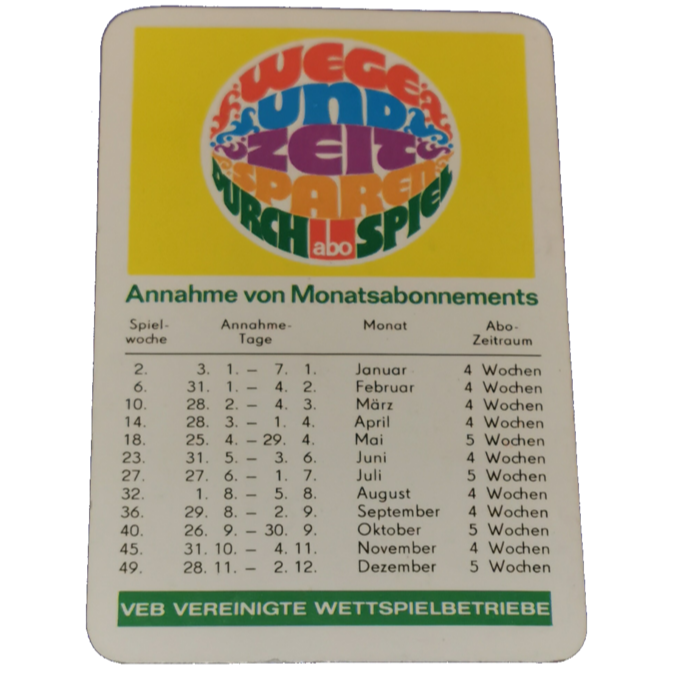 WEGE
UND
ZEIT
SPAREN
DURCH abo SPIEL
Annahme von Monatsabonnements
Spiel- Annahme- Monat Abo-
woche Tage Zeitraum
2. 3. 1. – 7. 1. Januar 4 Wochen
6. 31. 1. – 4. 2. Februar 4 Wochen
10. 28. 2. – 4. 3. März 4 Wochen
14. 28. 3. – 1. 4. April 4 Wochen
18. 25. 4. – 29. 4. Mai 5 Wochen
23. 31. 5. – 3. 6. Juni 4 Wochen
27. 27. 6. – 1. 7. Juli 5 Wochen
32. 1. 8. – 5. 8. August 4 Wochen
36. 29. 8. – 2. 9. September 4 Wochen
40. 26. 9. – 30. 9. Oktober 5 Wochen
45. 31. 10. – 4. 11. November 4 Wochen
49. 28. 11. – 2. 12. Dezember 5 Wochen
VEB VEREINIGTE WETTSPIELBETRIEBE